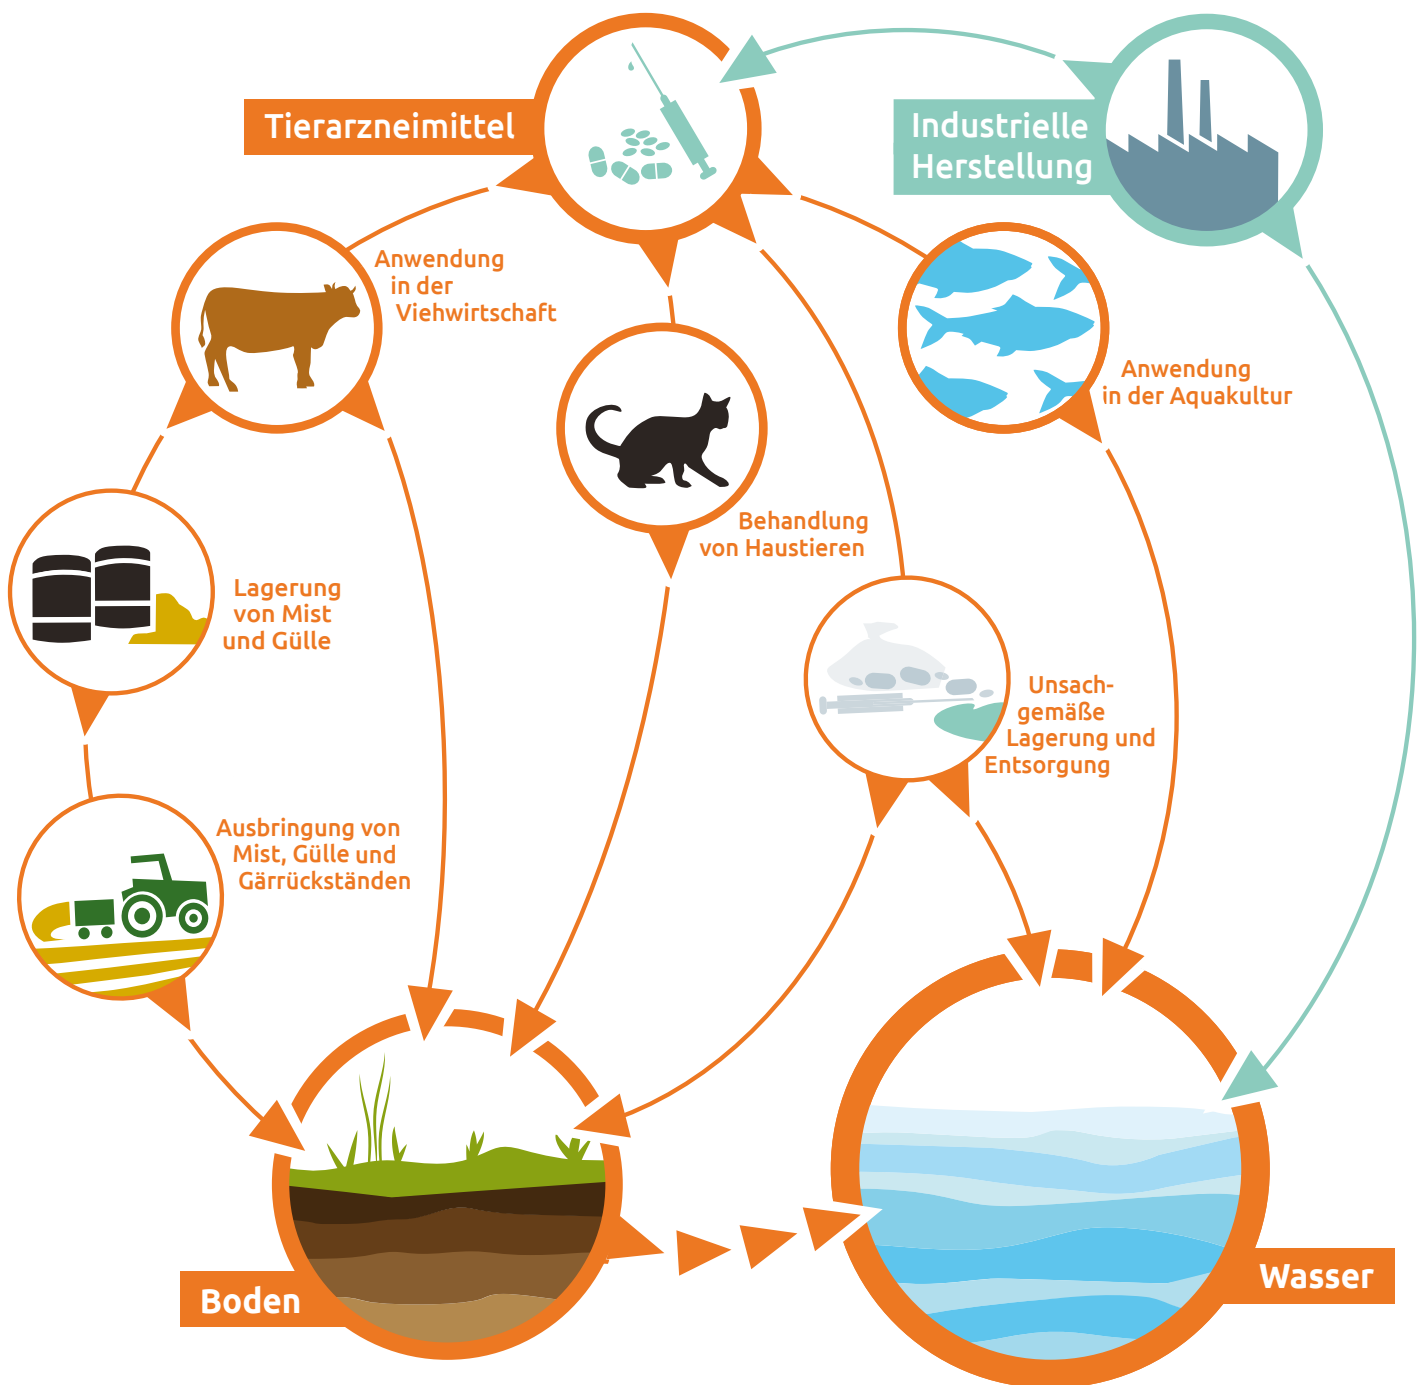 Tierarzneimittel
Industrielle
Herstellung
Anwendung
in der
Viehwirtschaft
Anwendung
in der Aquakultur
Behandlung
von Haustieren
Lagerung
von Mist
und Gülle
Unsach-
gemäße
Lagerung und
Entsorgung
Ausbringung von
Mist, Gülle und
Gärrückständen
Boden
Wasser